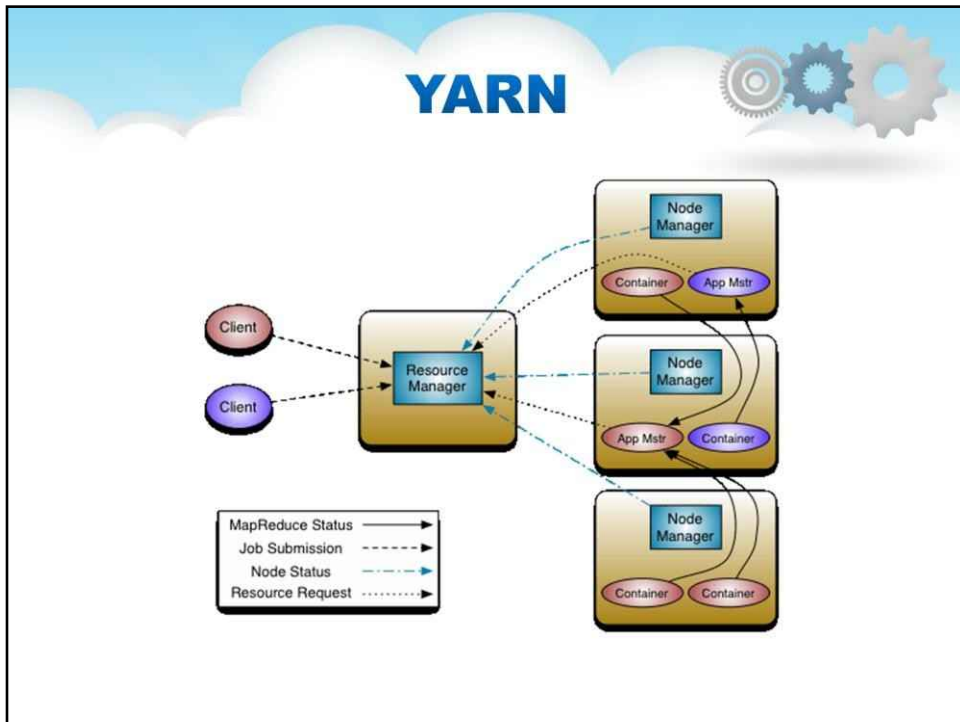 YARN
Node
Manager
Container
App Mstr
Client
Resource
Manager
Client
Node
Manager
App Mstr
Container
Node
Manager
Container
Container
MapReduce Status
Job Submission
Node Status
Resource Request